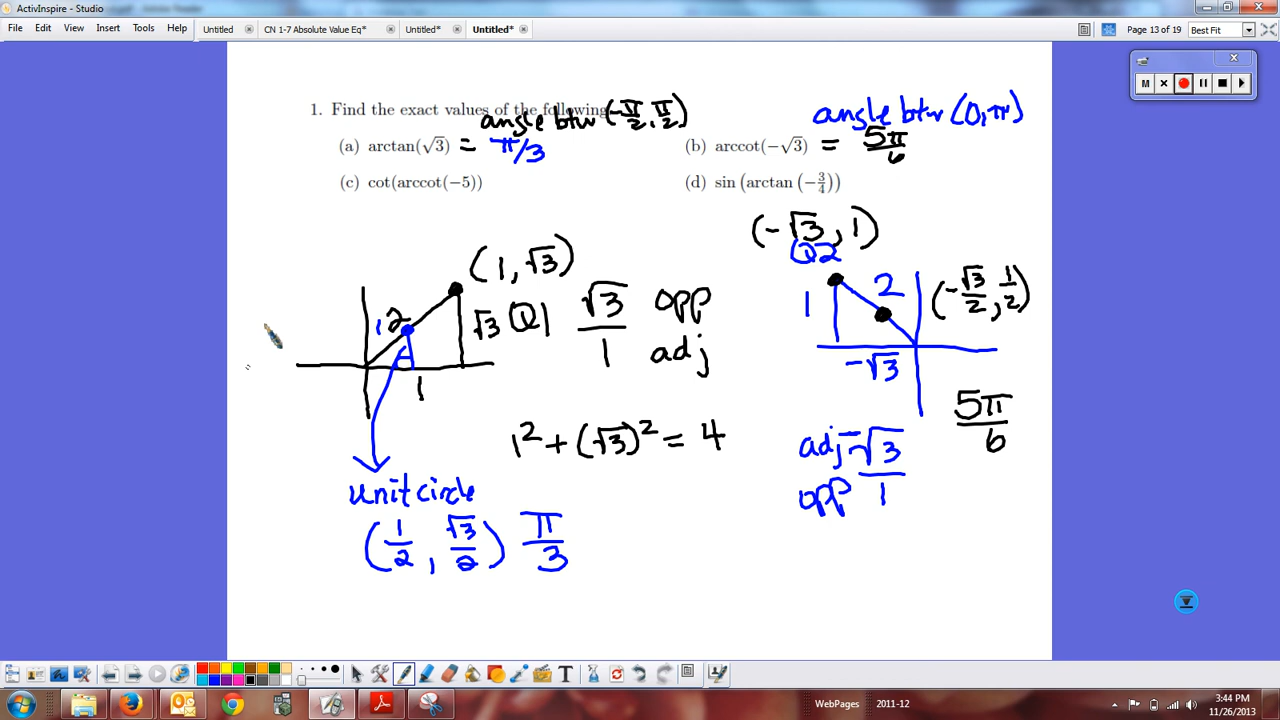 ActivInspire - Studio
File Edit View Insert Tools Help
Untitled CN 1-7 Absolute Value Eq* Untitled* Untitled*
Page 13 of 19 Best Fit
M
1. Find the exact values of the following
angle btw (-π/2, π/2)
angle btw (0, π)
(a) arctan(√3) = π/3
(b) arccot(−√3) = 5π/6
(c) cot(arccot(−5))
(d) sin (arctan (−3/4))
(-√3, 1)
Q2
(1, √3)
2
√3
Q1
√3/1 opp adj
1
1
2
(-√3/2, 1/2)
-√3
1
1² + (√3)² = 4
5π/6
adj -√3
opp 1
unit circle
(1/2, √3/2) π/3
WebPages 2011-12
3:44 PM
11/26/2013